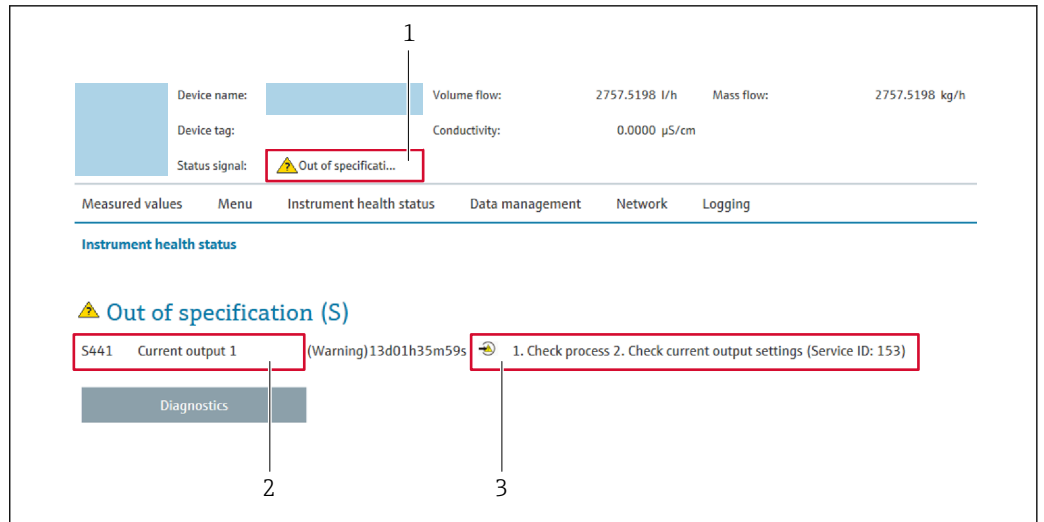 1
Device name: Volume flow: 2757.5198 l/h Mass flow: 2757.5198 kg/h
Device tag: Conductivity: 0.0000 µS/cm
Status signal: Out of specificati...
Measured values Menu Instrument health status Data management Network Logging
Instrument health status
Out of specification (S)
S441 Current output 1 (Warning)13d01h35m59s 1. Check process 2. Check current output settings (Service ID: 153)
Diagnostics
2 3